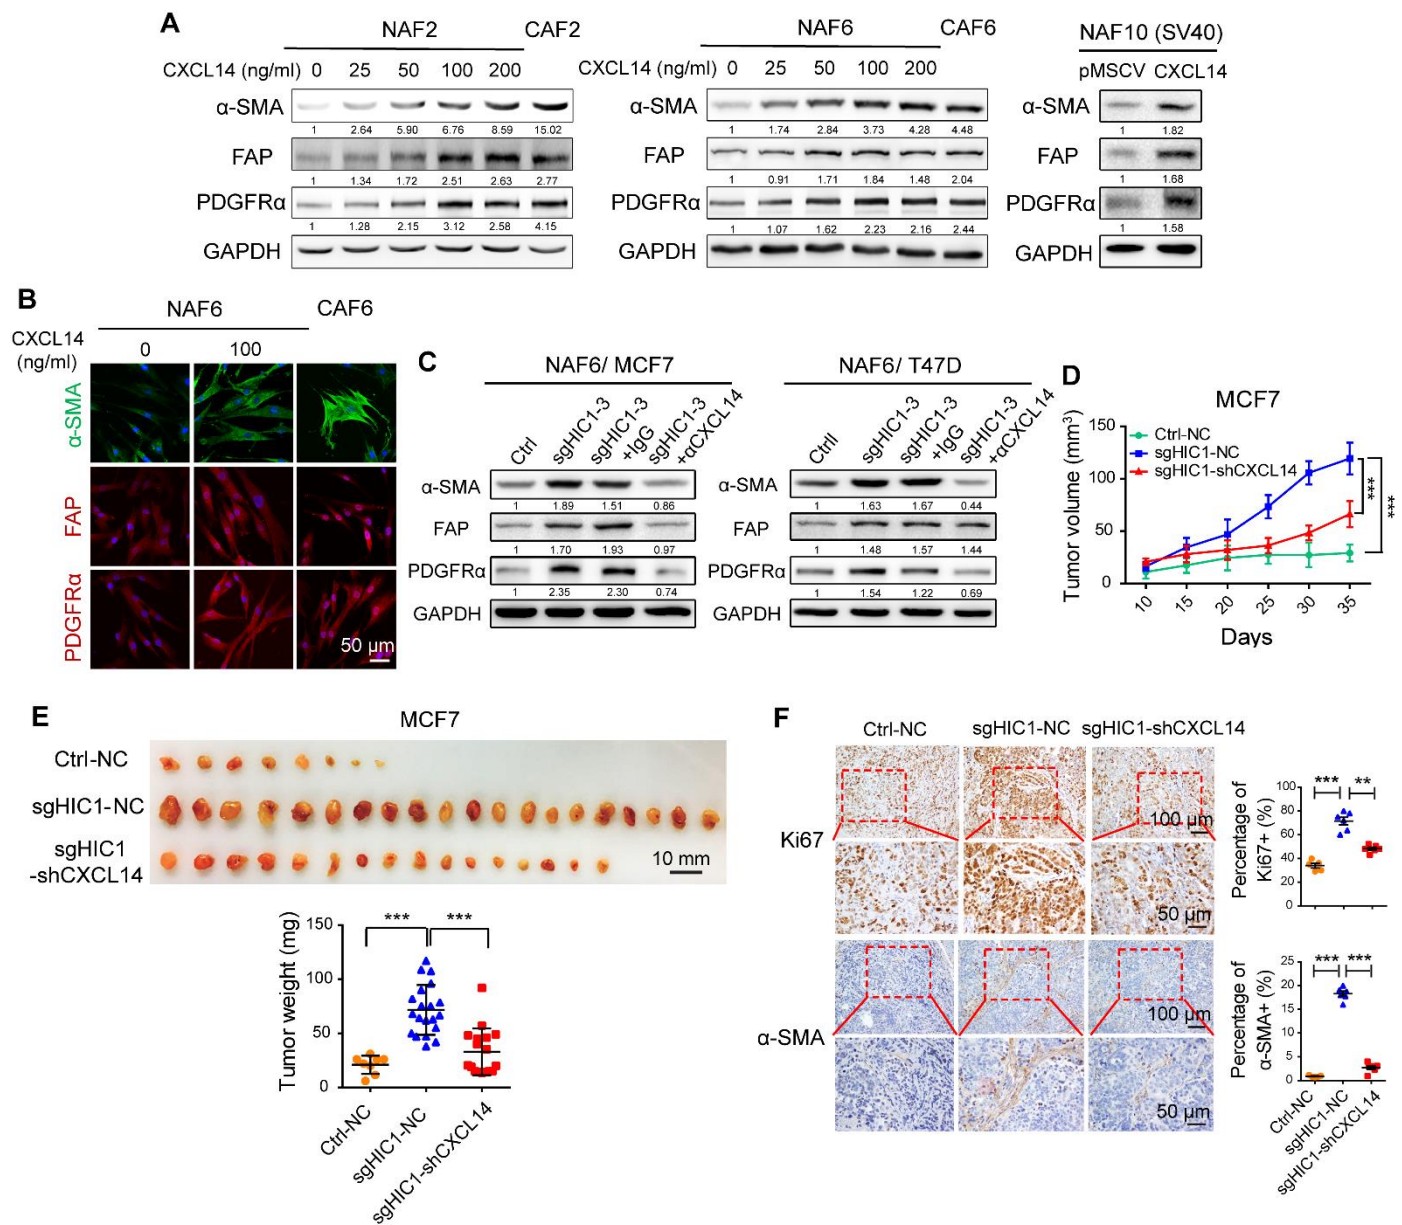 A
NAF2 CAF2
CXCL14 (ng/ml) 0 25 50 100 200
α-SMA
1 2.64 5.90 6.76 8.59 15.02
FAP
1 1.34 1.72 2.51 2.63 2.77
PDGFRα
1 1.28 2.15 3.12 2.58 4.15
GAPDH
NAF6 CAF6
CXCL14 (ng/ml) 0 25 50 100 200
α-SMA
1 1.74 2.84 3.73 4.28 4.48
FAP
1 0.91 1.71 1.84 1.48 2.04
PDGFRα
1 1.07 1.62 2.23 2.16 2.44
GAPDH
NAF10 (SV40)
pMSCV CXCL14
α-SMA
1 1.82
FAP
1 1.68
PDGFRα
1 1.58
GAPDH
B
NAF6 CAF6
CXCL14
(ng/ml)
0 100
α-SMA
FAP
PDGFRα
50 µm
C
NAF6/ MCF7
Ctrl
sgHIC1-3
sgHIC1-3
+IgG
sgHIC1-3
+αCXCL14
α-SMA
1 1.89 1.51 0.86
FAP
1 1.70 1.93 0.97
PDGFRα
1 2.35 2.30 0.74
GAPDH
NAF6/ T47D
Ctrll
sgHIC1-3
sgHIC1-3
+IgG
sgHIC1-3
+αCXCL14
α-SMA
1 1.63 1.67 0.44
FAP
1 1.48 1.57 1.44
PDGFRα
1 1.54 1.22 0.69
GAPDH
D
MCF7
Tumor volume (mm³)
150
100
50
0
Ctrl-NC
sgHIC1-NC
sgHIC1-shCXCL14
***
***
10 15 20 25 30 35
Days
E
MCF7
Ctrl-NC
sgHIC1-NC
sgHIC1
-shCXCL14
10 mm
Tumor weight (mg)
150
100
50
0
*** ***
Ctrl-NC
sgHIC1-NC
sgHIC1-shCXCL14
F
Ctrl-NC sgHIC1-NC sgHIC1-shCXCL14
Ki67
100 µm
50 µm
α-SMA
100 µm
50 µm
Percentage of
Ki67+ (%)
100
80
60
40
20
0
*** **
Percentage of
α-SMA+ (%)
25
20
15
10
5
0
*** ***
Ctrl-NC
sgHIC1-NC
sgHIC1-shCXCL14